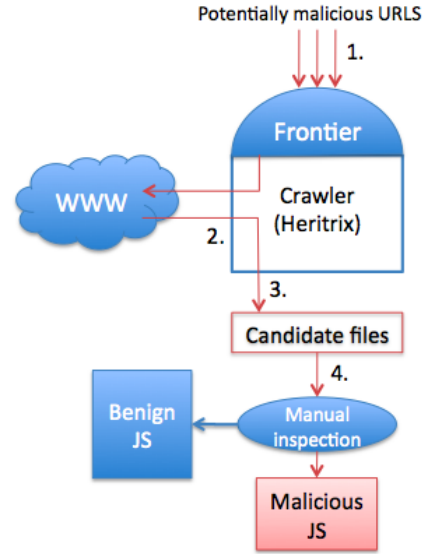 Potentially malicious URLS
1.
Frontier
WWW
Crawler
(Heritrix)
2.
3.
Candidate files
4.
Benign
JS
Manual
inspection
Malicious
JS